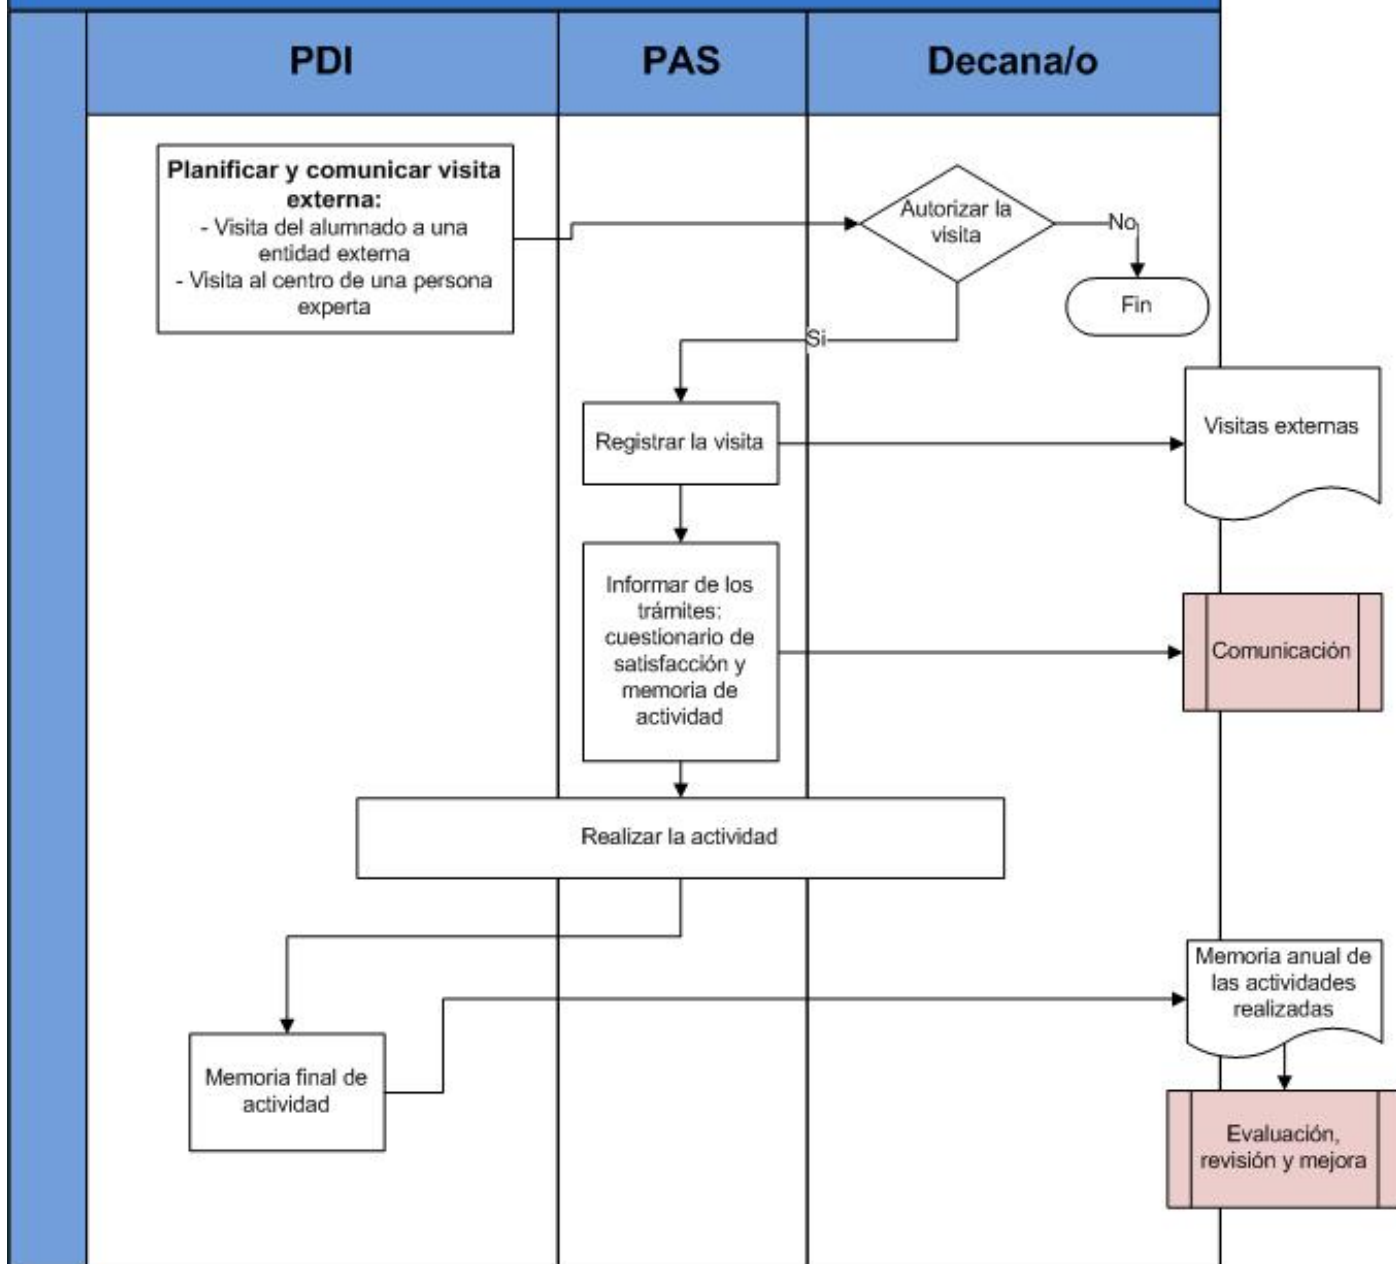 PDI
PAS
Decana/o
Planificar y comunicar visita
externa:
- Visita del alumnado a una
entidad externa
- Visita al centro de una persona
experta
Autorizar la
visita
No
Fin
Si
Registrar la visita
Visitas externas
Informar de los
trámites:
cuestionario de
satisfacción y
memoria de
actividad
Comunicación
Realizar la actividad
Memoria anual de
las actividades
realizadas
Memoria final de
actividad
Evaluación,
revisión y mejora